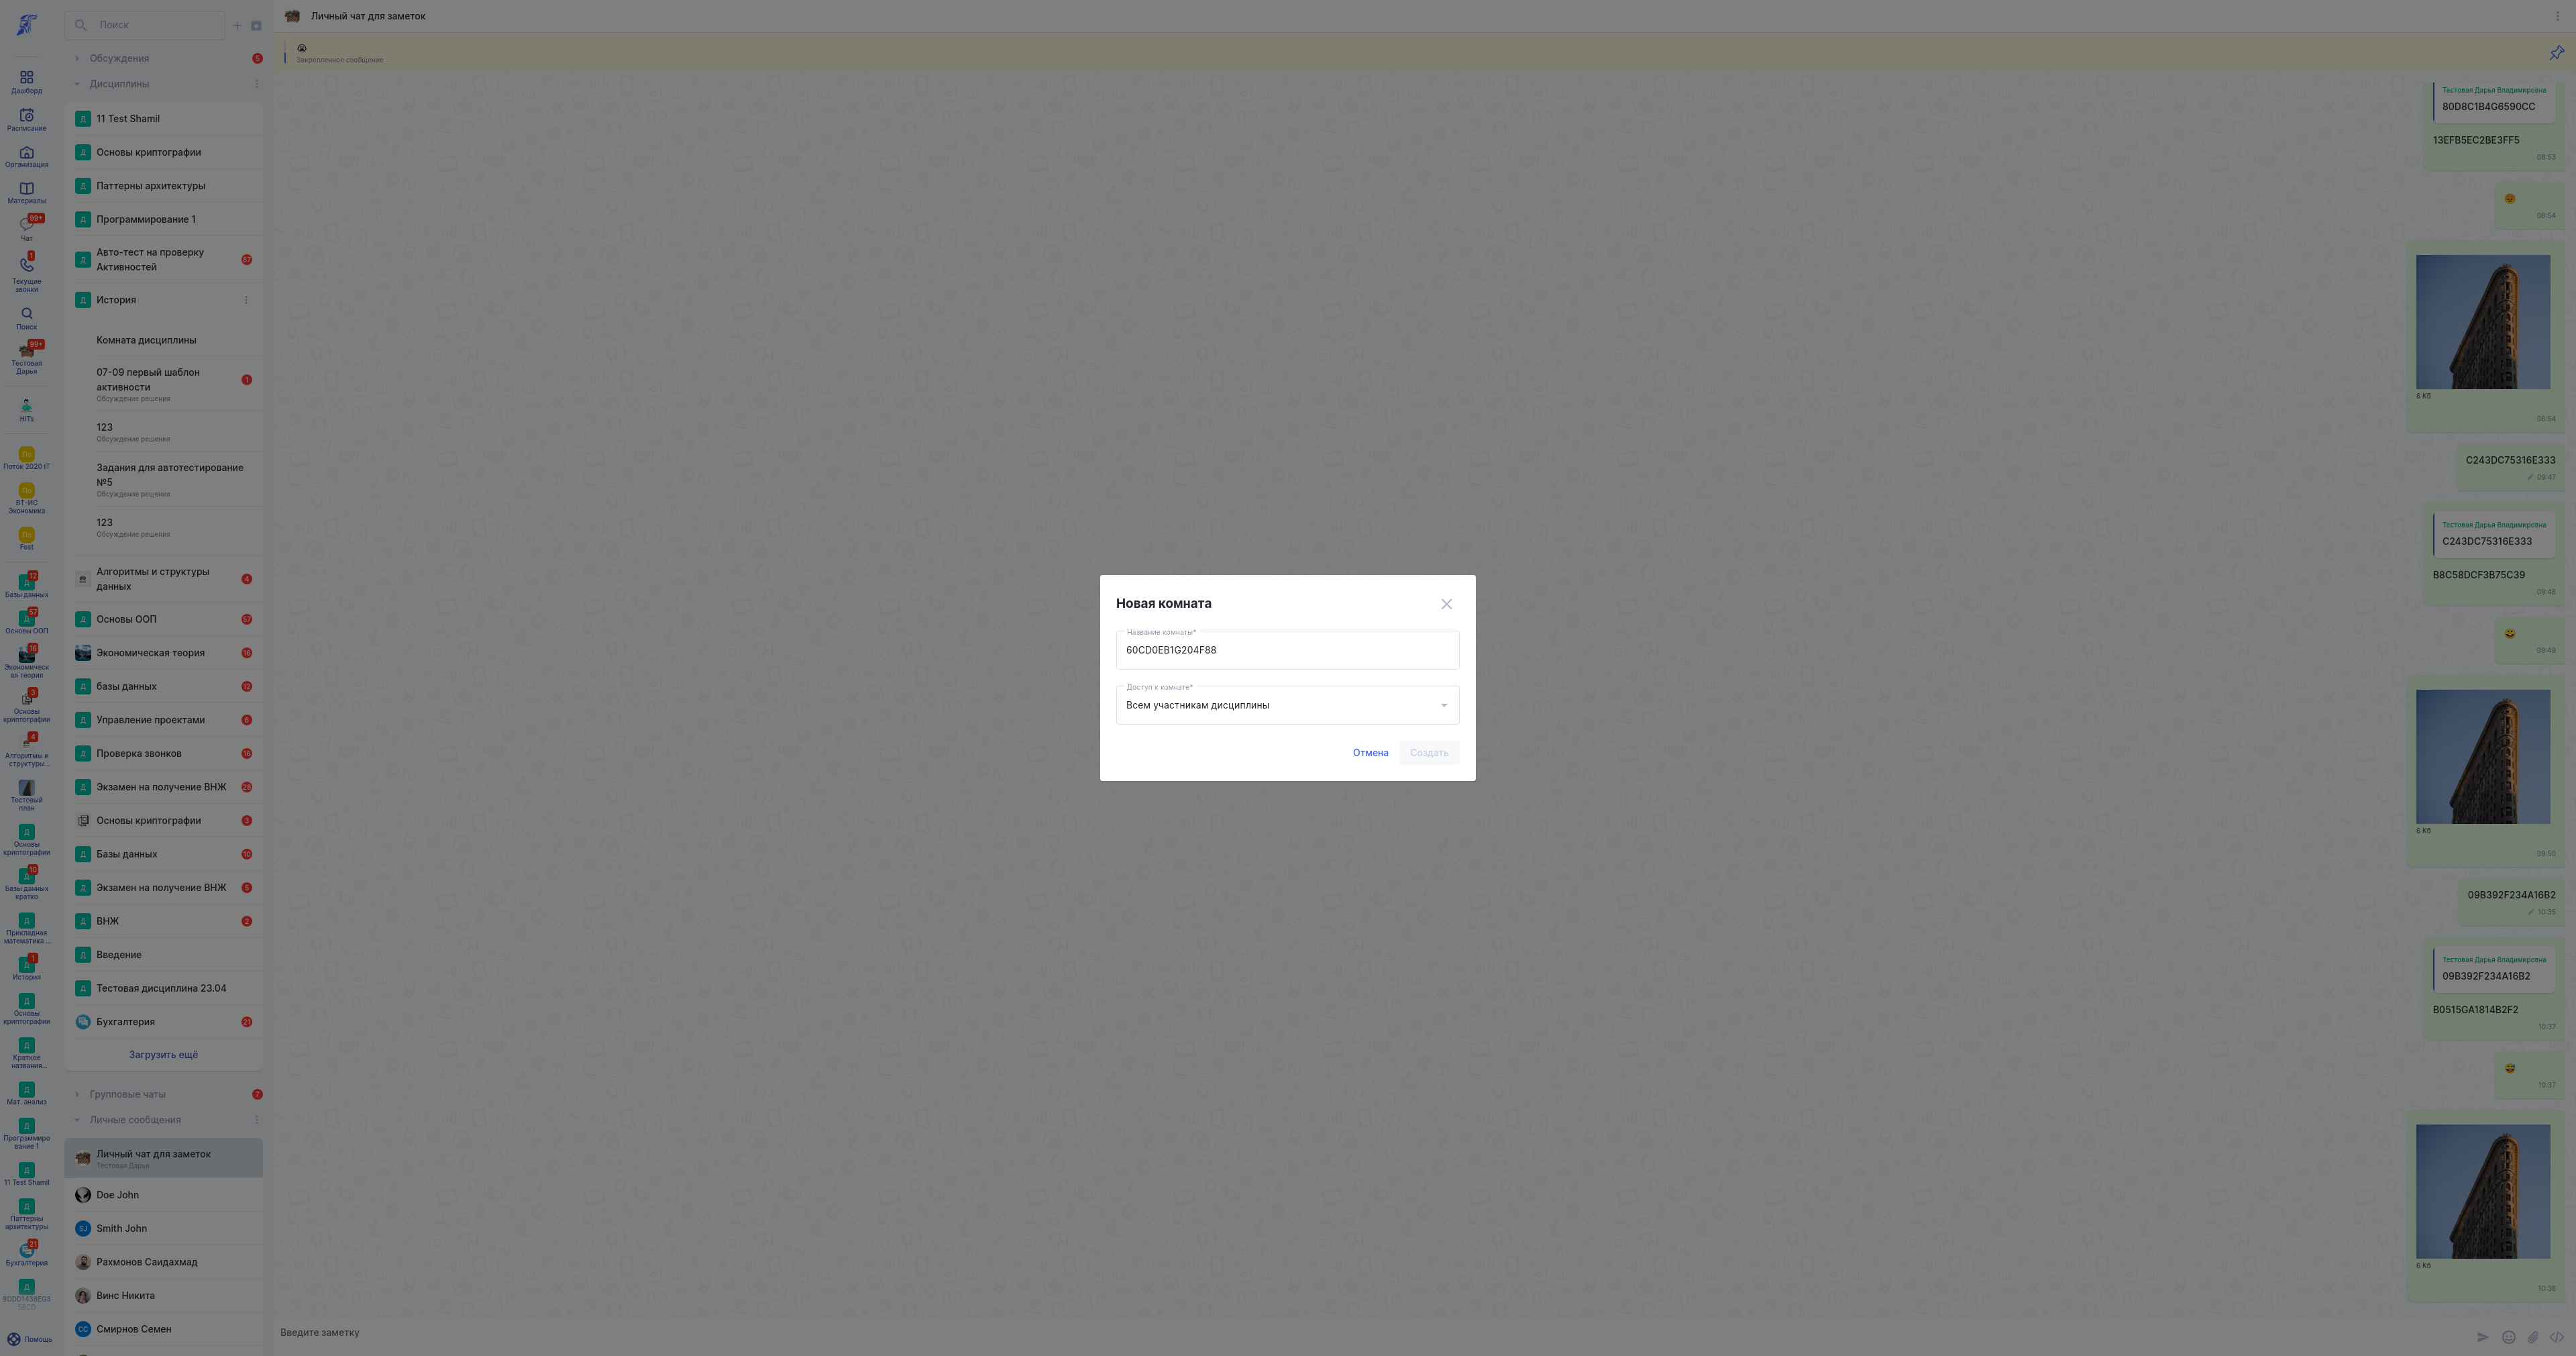 Дашборд
Расписание
Организация
Материалы
99+
Чат
1
Текущие
звонки
Поиск
99+
Тестовая
Дарья
HITs
По
Поток 2020 IT
По
ВТ-ИС
Экономика
По
Fest
12
Д
Базы данных
57
Д
Основы ООП
16
Экономическ
ая теория
3
Основы
криптографии
4
Алгоритмы и
структуры...
Тестовый
план
Д
Основы
криптографии
10
Д
Базы данных
кратко
Д
Прикладная
математика ...
1
Д
История
Д
Основы
криптографии
Д
Краткое
названия...
Д
Мат. анализ
Д
Программиро
вание 1
Д
11 Test Shamil
Д
Паттерны
архитектуры
21
Бухгалтерия
Д
Помощь
Поиск
Обсуждения
5
Дисциплины
Д
11 Test Shamil
Д
Основы криптографии
Д
Паттерны архитектуры
Д
Программирование 1
Д
Авто-тест на проверку
Активностей
67
Д
История
Комната дисциплины
07-09 первый шаблон
активности
1
Обсуждение решения
123
Обсуждение решения
Задания для автотестирование
№5
Обсуждение решения
123
Обсуждение решения
Алгоритмы и структуры
данных
4
Д
Основы ООП
57
Экономическая теория
16
Д
базы данных
12
Д
Управление проектами
6
Д
Проверка звонков
16
Д
Экзамен на получение ВНЖ
Основы криптографии
3
Д
Базы данных
10
Д
Экзамен на получение ВНЖ
5
Д
ВНЖ
2
Д
Введение
Д
Тестовая дисциплина 23.04
Бухгалтерия
21
Загрузить ещё
Групповые чаты
7
Личные сообщения
Личный чат для заметок
Тестовая Дарья
Doe John
SJ
Smith John
Рахмонов Саидахмад
Винс Никита
СС
Смирнов Семен
Личный чат для заметок
Закрепленное сообщение
Тестовая Дарья Владимировна
80D8C1B4G6590CC
13EFB5EC2BE3FF5
08:53
08:54
6 Кб
08:54
C243DC75316E333
09:47
Тестовая Дарья Владимировна
C243DC75316E333
B8C58DCF3B75C39
09:48
09:49
6 Кб
09:50
09B392F234A16B2
10:35
Тестовая Дарья Владимировна
09B392F234A16B2
B0515GA1814B2F2
10:37
10:37
6 Кб
10:38
Введите заметку
Новая комната
Название комнаты*
60CD0EB1G204F88
Доступ к комнате*
Всем участникам дисциплины
Отмена
Создать